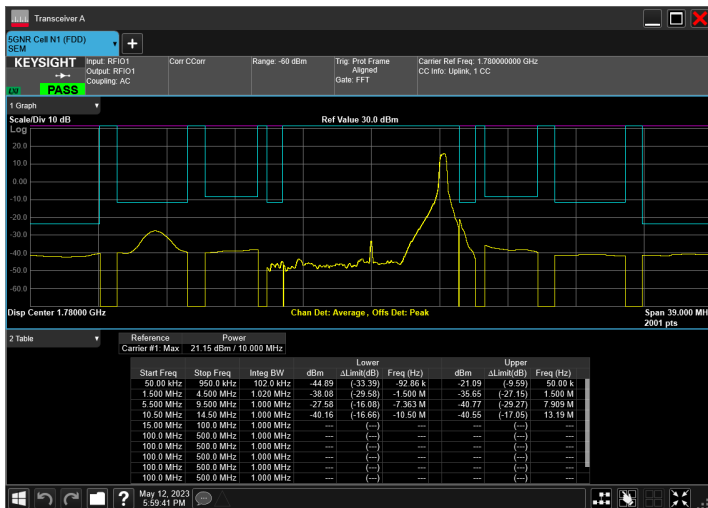 Transceiver A
5GNR Cell N1 (FDD)
SEM
KEYSIGHT
Input: RFIO1
Output: RFIO1
Coupling: AC
Corr CCorr
Range: -60 dBm
Trig: Prot Frame
Aligned
Gate: FFT
Carrier Ref Freq: 1.780000000 GHz
CC Info: Uplink, 1 CC
PASS
1 Graph
Scale/Div 10 dB
Ref Value 30.0 dBm
Log
20.0
10.0
0.00
-10.0
-20.0
-30.0
-40.0
-50.0
-60.0
Disp Center 1.78000 GHz
Chan Det: Average, Offs Det: Peak
Span 39.000 MH
2001 pts
2 Table
Reference Power
Carrier #1: Max 21.15 dBm / 10.000 MHz
Lower Upper
Start Freq Stop Freq Integ BW dBm ΔLimit(dB) Freq (Hz) dBm ΔLimit(dB) Freq (Hz)
50.00 kHz 950.0 kHz 102.0 kHz -44.89 (-33.39) -92.86 k -21.09 (-9.59) 50.00 k
1.500 MHz 4.500 MHz 1.020 MHz -38.08 (-29.58) -1.500 M -35.65 (-27.15) 1.500 M
5.500 MHz 9.500 MHz 1.000 MHz -27.58 (-16.08) -7.363 M -40.77 (-29.27) 7.909 M
10.50 MHz 14.50 MHz 1.000 MHz -40.16 (-16.66) -10.50 M -40.55 (-17.05) 13.19 M
15.00 MHz 100.0 MHz 1.000 MHz --- (---) --- --- (---) ---
100.0 MHz 500.0 MHz 1.000 MHz --- (---) --- --- (---) ---
100.0 MHz 500.0 MHz 1.000 MHz --- (---) --- --- (---) ---
100.0 MHz 500.0 MHz 1.000 MHz --- (---) --- --- (---) ---
100.0 MHz 500.0 MHz 1.000 MHz --- (---) --- --- (---) ---
100.0 MHz 500.0 MHz 1.000 MHz --- (---) --- --- (---) ---
?
May 12, 2023
5:59:41 PM